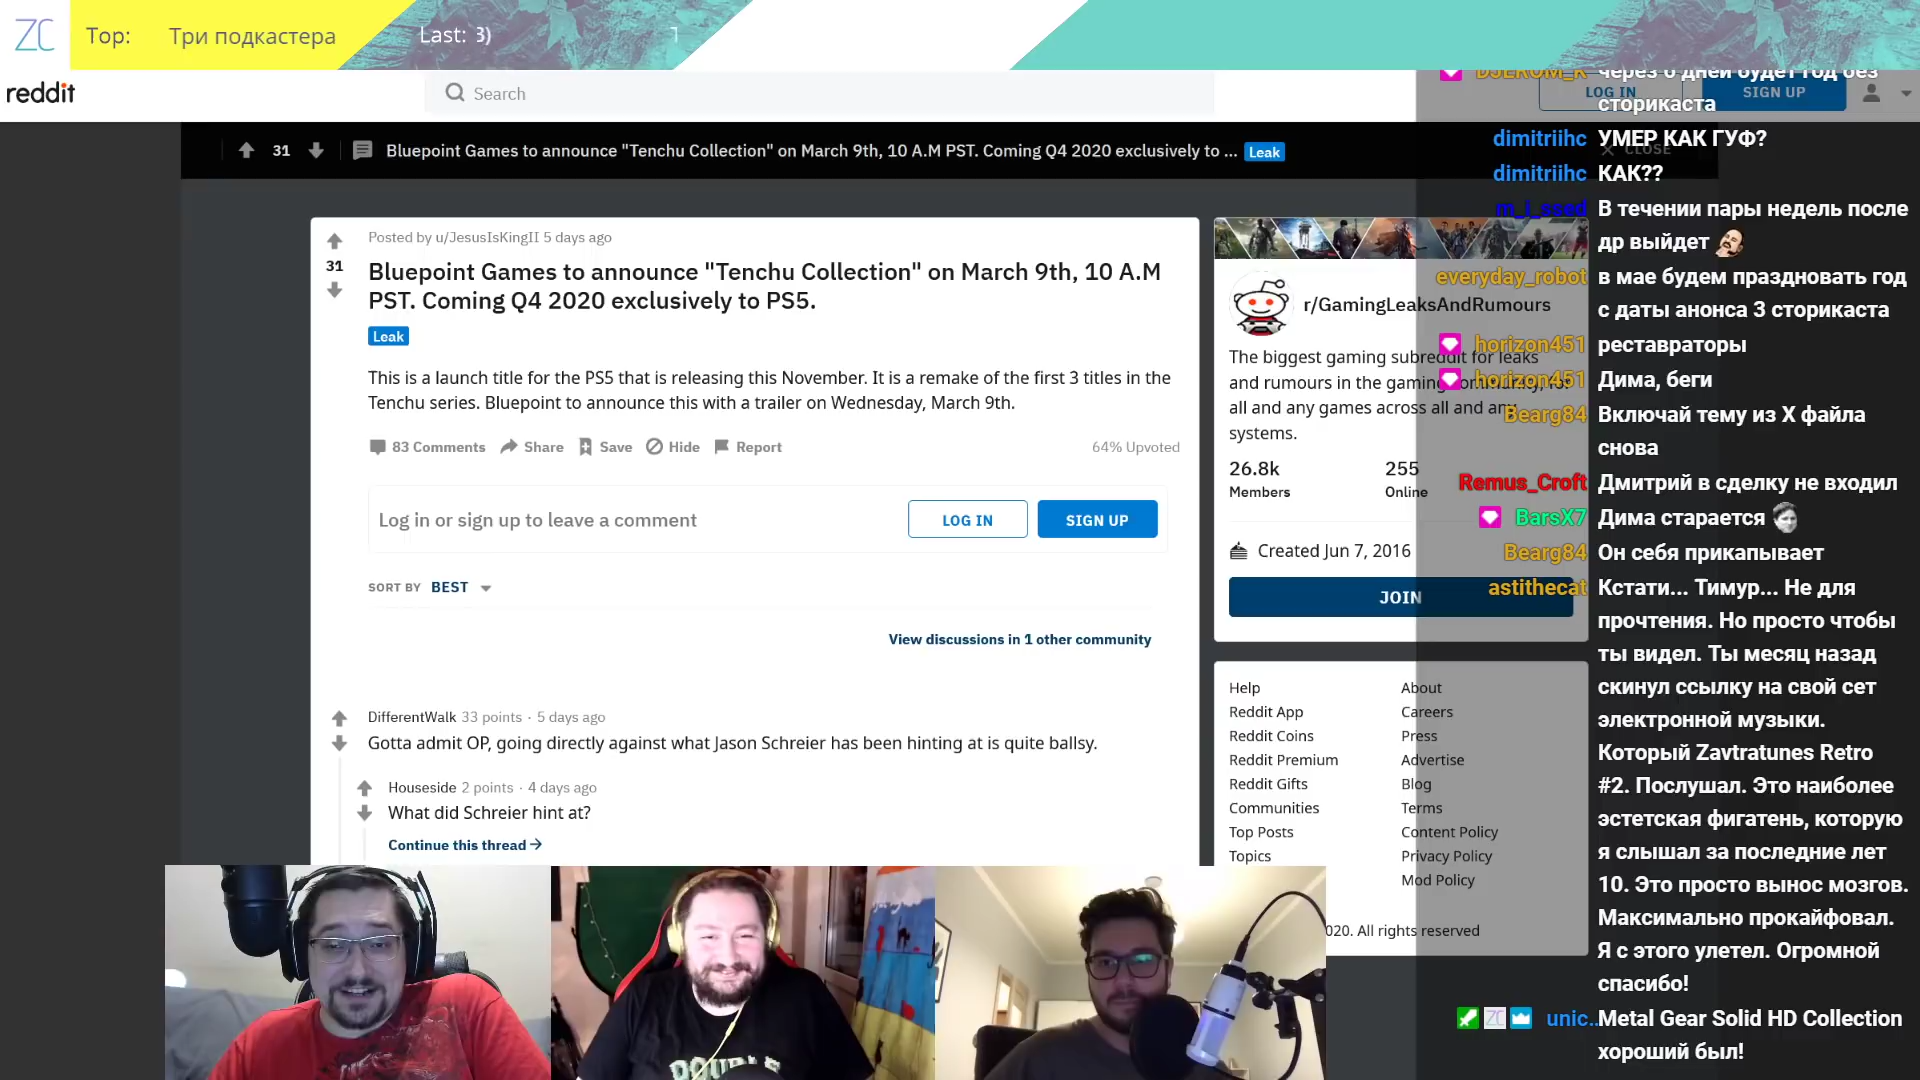 ZC
Top: Три подкастера
Last: 3)
reddit
Search
LOG IN
SIGN UP
31
Bluepoint Games to announce "Tenchu Collection" on March 9th, 10 A.M PST. Coming Q4 2020 exclusively to ... Leak
CLOSE
Posted by u/JesusIsKingII 5 days ago
31
Bluepoint Games to announce "Tenchu Collection" on March 9th, 10 A.M
PST. Coming Q4 2020 exclusively to PS5.
Leak
This is a launch title for the PS5 that is releasing this November. It is a remake of the first 3 titles in the
Tenchu series. Bluepoint to announce this with a trailer on Wednesday, March 9th.
83 Comments Share Save Hide Report
64% Upvoted
Log in or sign up to leave a comment
LOG IN
SIGN UP
SORT BY BEST
View discussions in 1 other community
DifferentWalk 33 points · 5 days ago
Gotta admit OP, going directly against what Jason Schreier has been hinting at is quite ballsy.
Houseside 2 points · 4 days ago
What did Schreier hint at?
Continue this thread
r/GamingLeaksAndRumours
The biggest gaming subreddit for leaks
and rumours in the gaming community, for
all and any games across all and any
systems.
26.8k
Members
255
Online
Created Jun 7, 2016
JOIN
Help
About
Reddit App
Careers
Reddit Coins
Press
Reddit Premium
Advertise
Reddit Gifts
Blog
Communities
Terms
Top Posts
Content Policy
Topics
Privacy Policy
Mod Policy
020. All rights reserved
DJEROM_K через 6 дней будет год без
сторикаста
dimitriihc УМЕР КАК ГУФ?
dimitriihc КАК??
m_i_ssed В течении пары недель после
др выйдет
everyday_robot в мае будем праздновать год
с даты анонса 3 сторикаста
horizon451 реставраторы
horizon451 Дима, беги
Bearg84 Включай тему из Х файла
снова
Remus_Croft Дмитрий в сделку не входил
BarsX7 Дима старается
Bearg84 Он себя прикапывает
astithecat Кстати... Тимур... Не для
прочтения. Но просто чтобы
ты видел. Ты месяц назад
скинул ссылку на свой сет
электронной музыки.
Который Zavtratunes Retro
#2. Послушал. Это наиболее
эстетская фигатень, которую
я слышал за последние лет
10. Это просто вынос мозгов.
Максимально прокайфовал.
Я с этого улетел. Огромной
спасибо!
ZC unic.. Metal Gear Solid HD Collection
хороший был!